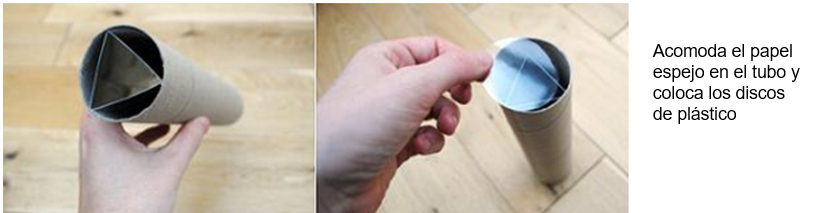 Acomoda el papel
espejo en el tubo y
coloca los discos
de plástico